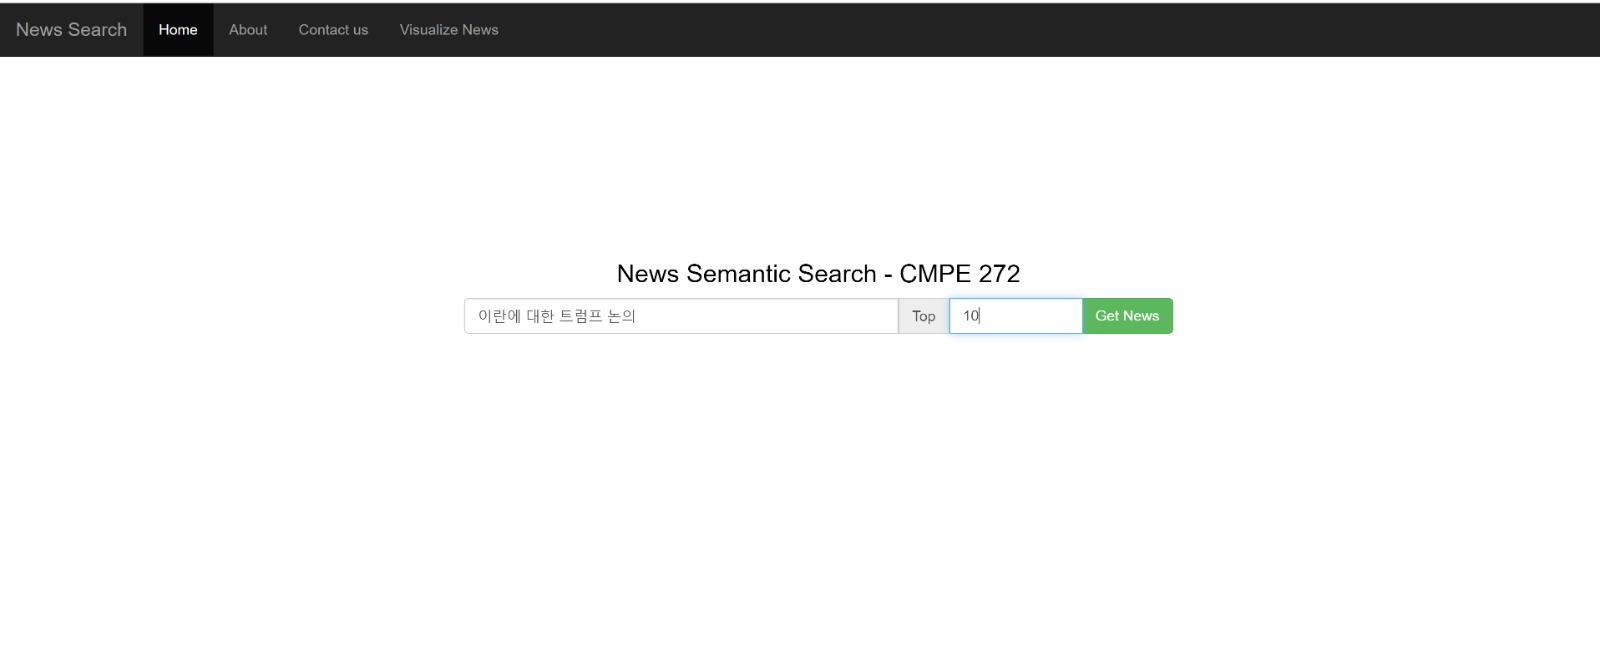 News Search Home About Contact us Visualize News
News Semantic Search - CMPE 272
이란에 대한 트럼프 논의 Top 10 Get News